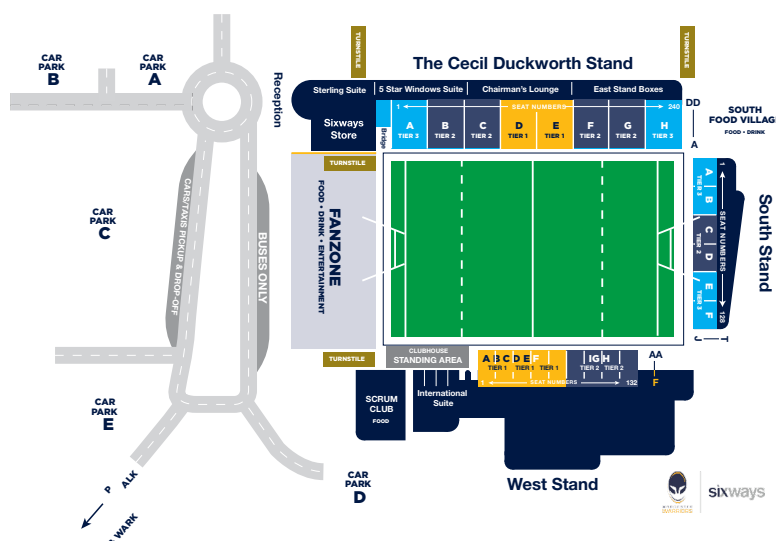 The Cecil Duckworth Stand
TURNSTILE
TURNSTILE
CAR
PARK
B
CAR
PARK
A
Reception
Sterling Suite
5 Star Windows Suite
Chairman's Lounge
East Stand Boxes
Sixways
Store
Bridge
1
SEAT NUMBERS
240
A
TIER 3
B
TIER 2
C
TIER 2
D
TIER 1
E
TIER 1
F
TIER 2
G
TIER 2
H
TIER 3
DD
A
SOUTH
FOOD VILLAG
FOOD • DRINK
TURNSTILE
FANZONE
FOOD • DRINK • ENTERTAINMENT
CAR
PARK
C
CARS/TAXIS PICKUP & DROP-OFF
BUSES ONLY
A
B
TIER 3
C
D
TIER 2
E
F
TIER 3
1
SEAT NUMBERS
128
South Stand
T
J
TURNSTILE
CLUBHOUSE
STANDING AREA
A B C D E F
TIER 1
TIER 1
TIER 1
IG H
TIER 2
TIER 2
1
SEAT NUMBERS
132
AA
F
SCRUM
CLUB
FOOD
International
Suite
West Stand
CAR
PARK
E
CAR
PARK
D
P
ALK
WARK
WARRIORS
sixways